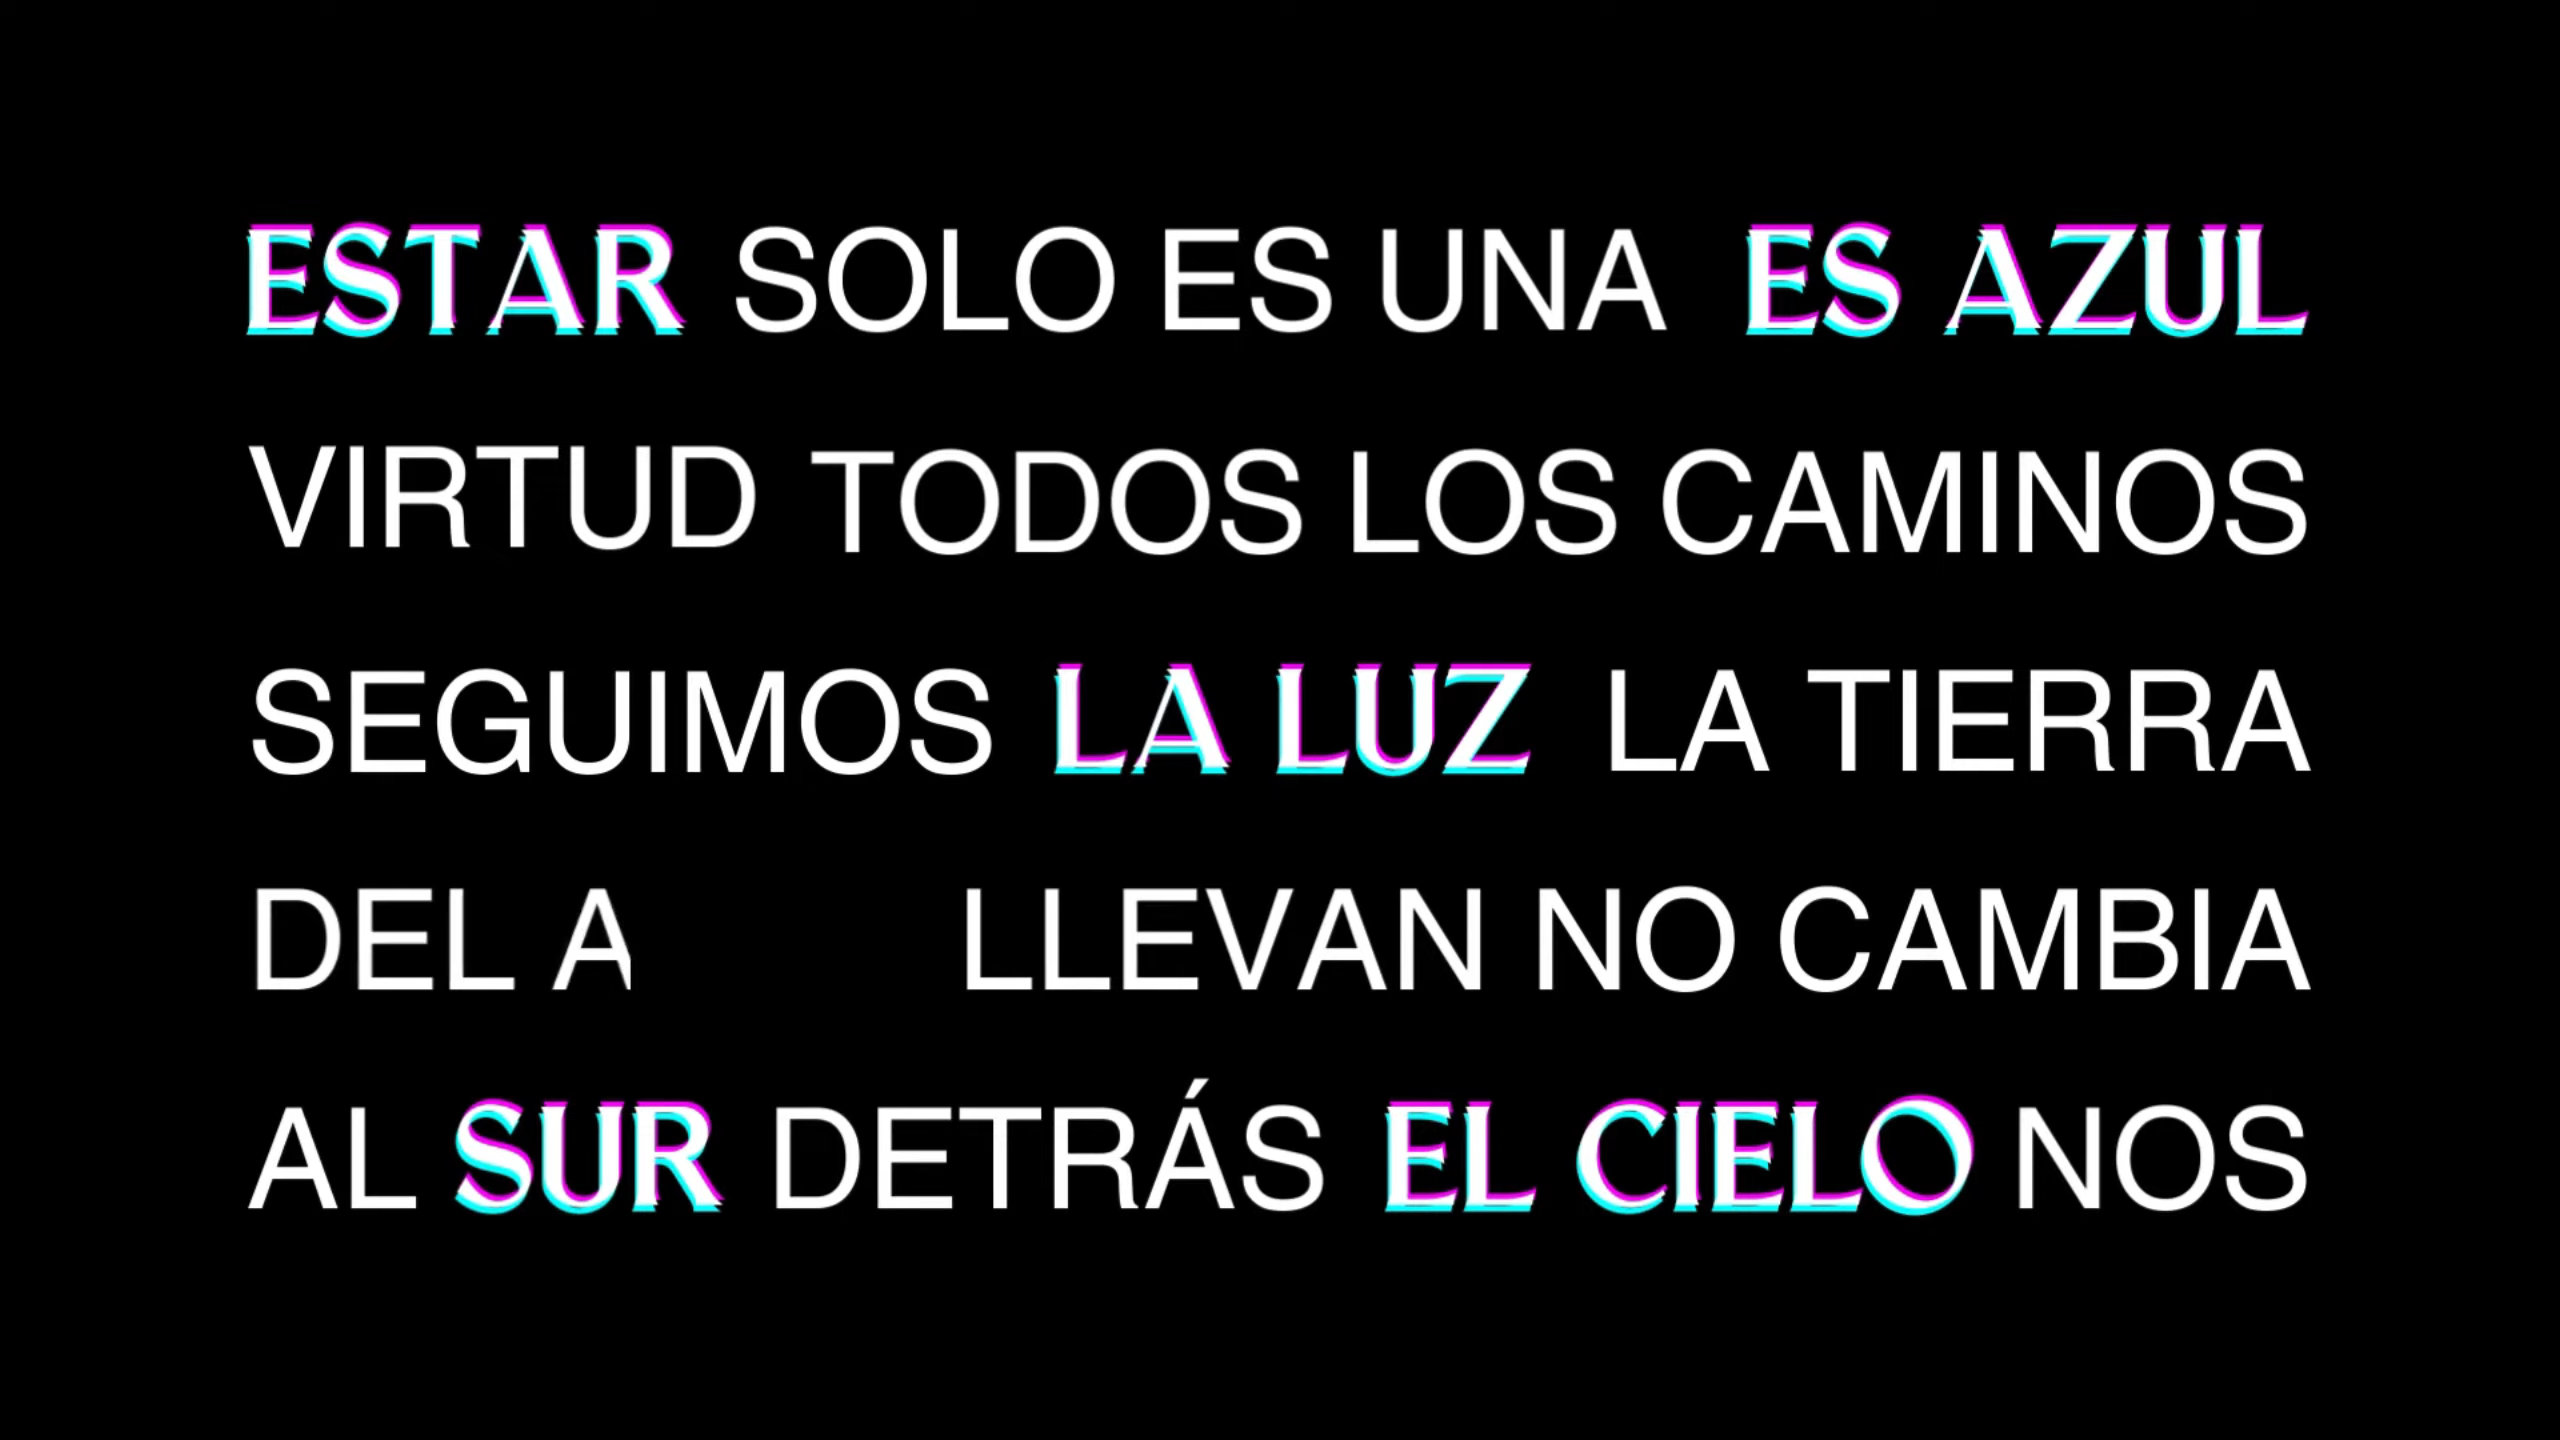 ESTAR SOLO ES UNA ES AZUL
VIRTUD TODOS LOS CAMINOS
SEGUIMOS LA LUZ LA TIERRA
DEL A LLEVAN NO CAMBIA
AL SUR DETRÁS EL CIELO NOS